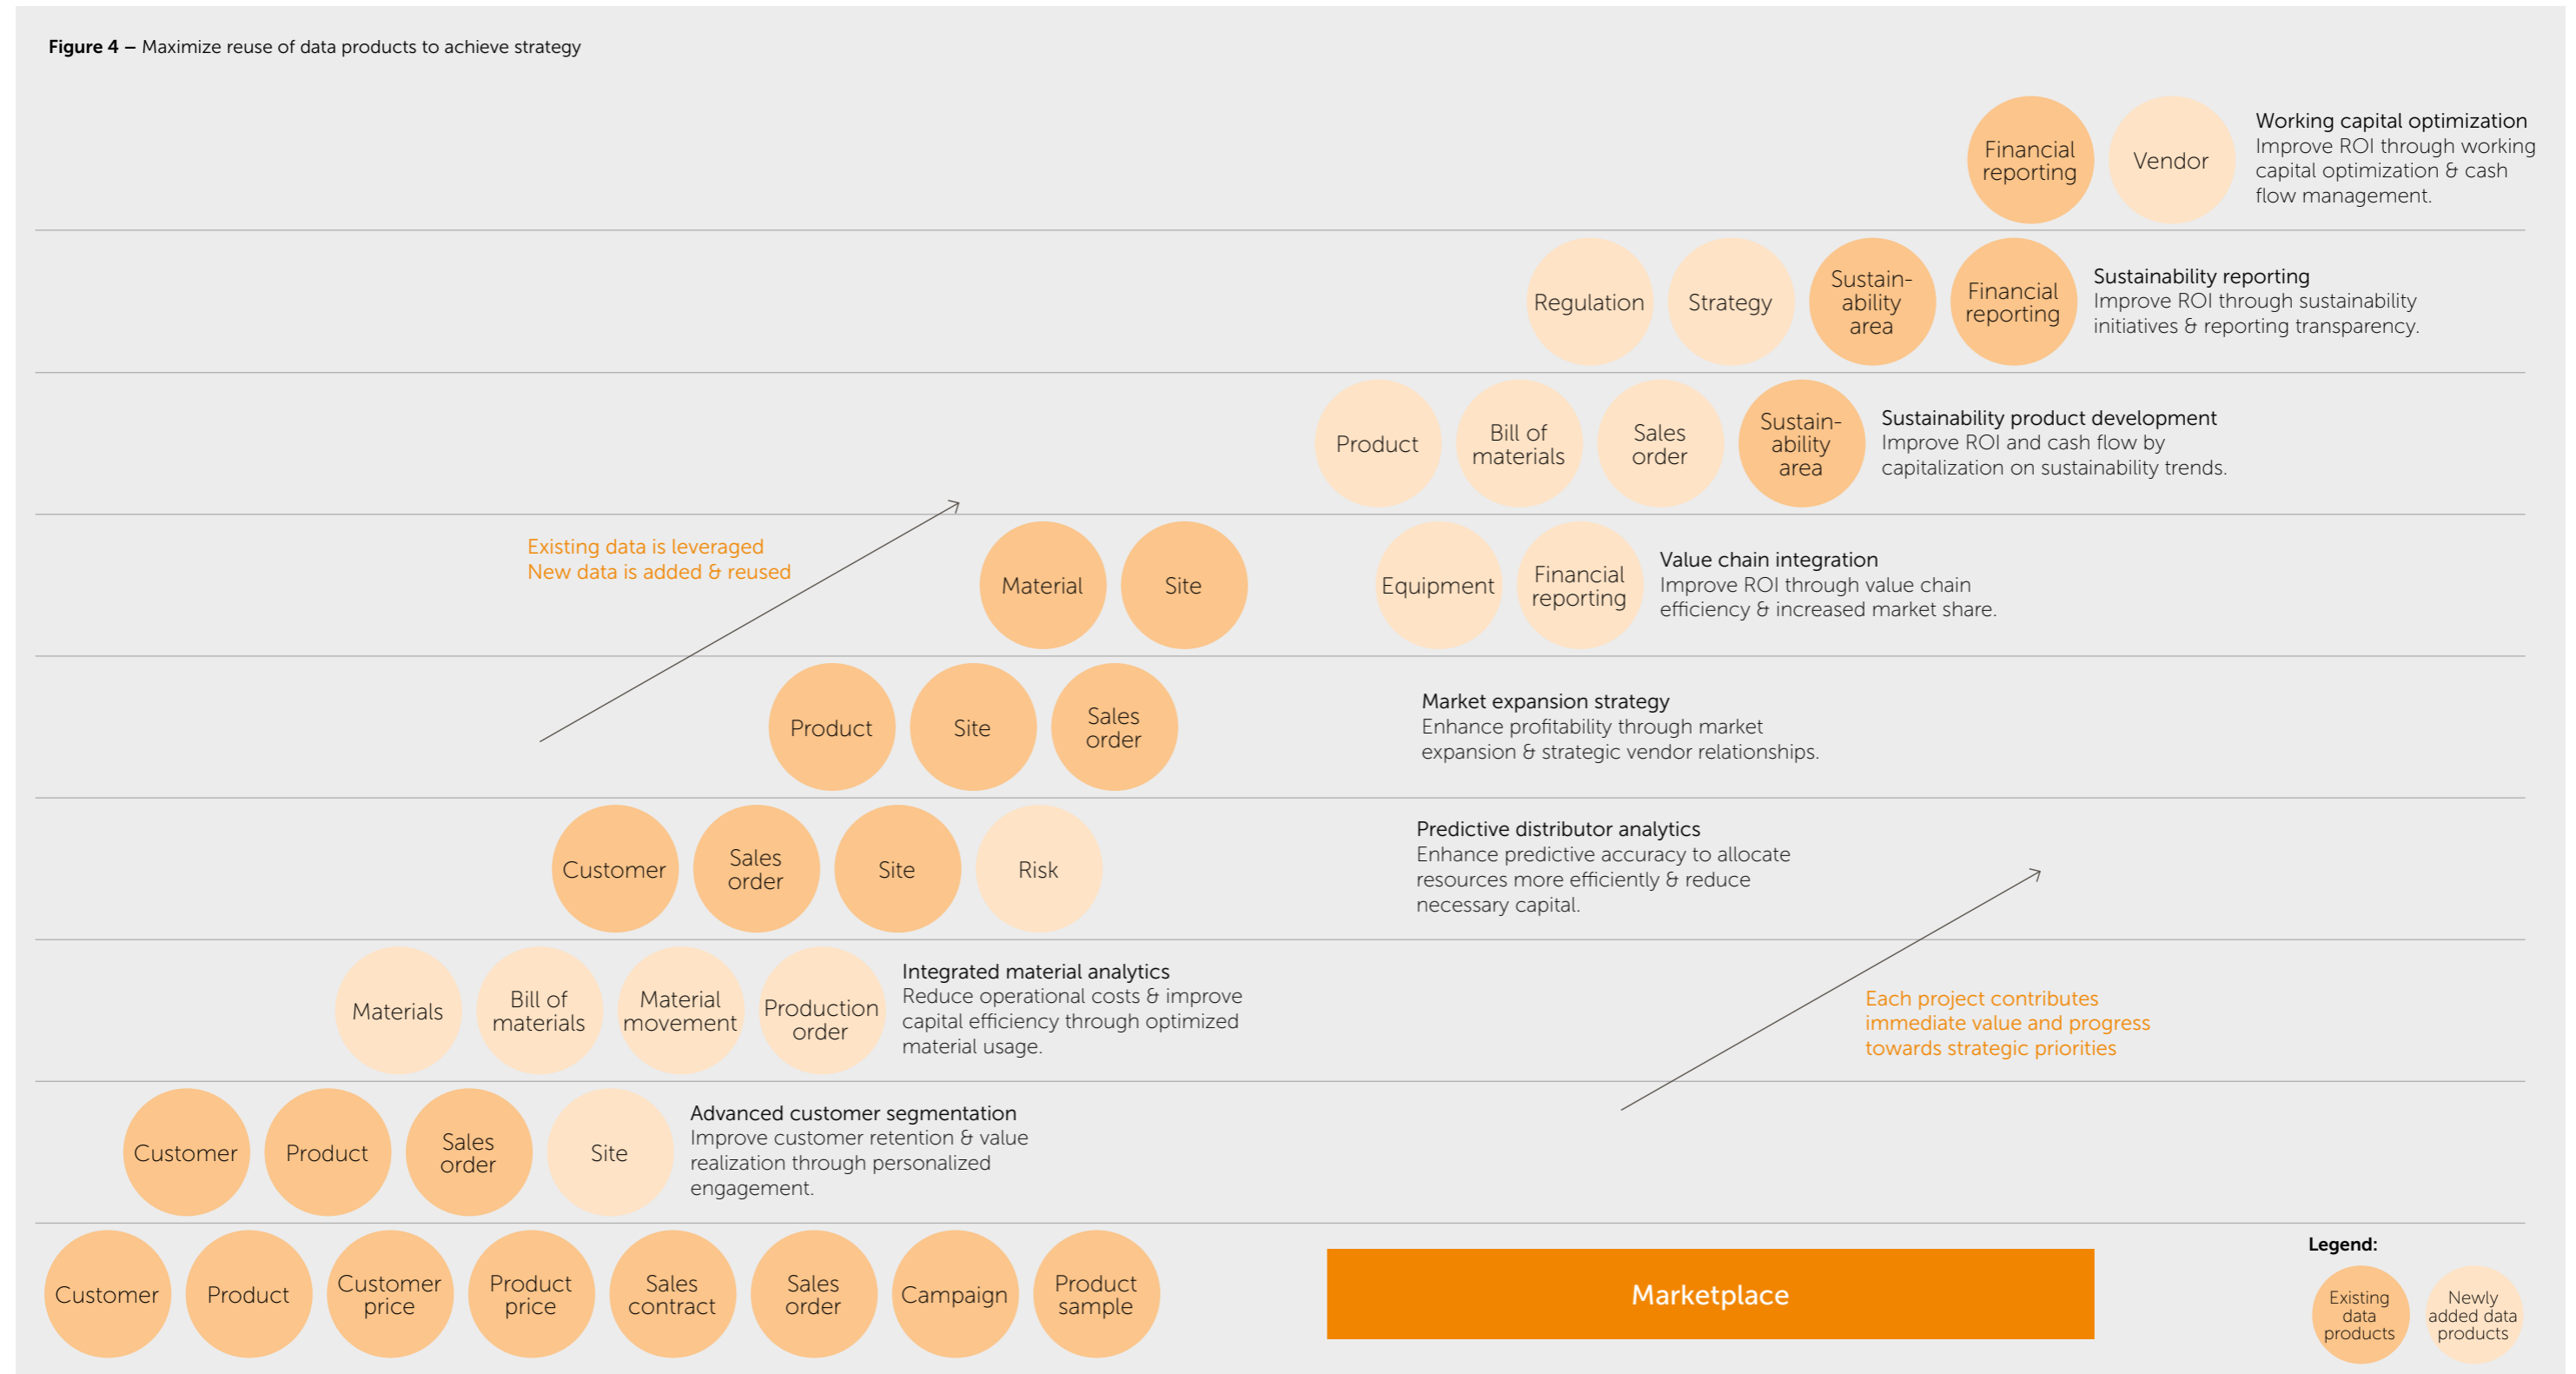 Figure 4 – Maximize reuse of data products to achieve strategy
Financial
reporting
Vendor
Working capital optimization
Improve ROI through working
capital optimization & cash
flow management.
Regulation
Strategy
Sustain-
ability
area
Financial
reporting
Sustainability reporting
Improve ROI through sustainability
initiatives & reporting transparency.
Product
Bill of
materials
Sales
order
Sustain-
ability
area
Sustainability product development
Improve ROI and cash flow by
capitalization on sustainability trends.
Existing data is leveraged
New data is added & reused
Material
Site
Equipment
Financial
reporting
Value chain integration
Improve ROI through value chain
efficiency & increased market share.
Product
Site
Sales
order
Market expansion strategy
Enhance profitability through market
expansion & strategic vendor relationships.
Customer
Sales
order
Site
Risk
Predictive distributor analytics
Enhance predictive accuracy to allocate
resources more efficiently & reduce
necessary capital.
Materials
Bill of
materials
Material
movement
Production
order
Integrated material analytics
Reduce operational costs & improve
capital efficiency through optimized
material usage.
Each project contributes
immediate value and progress
towards strategic priorities
Customer
Product
Sales
order
Site
Advanced customer segmentation
Improve customer retention & value
realization through personalized
engagement.
Customer
Product
Customer
price
Product
price
Sales
contract
Sales
order
Campaign
Product
sample
Marketplace
Legend:
Existing
data
products
Newly
added data
products